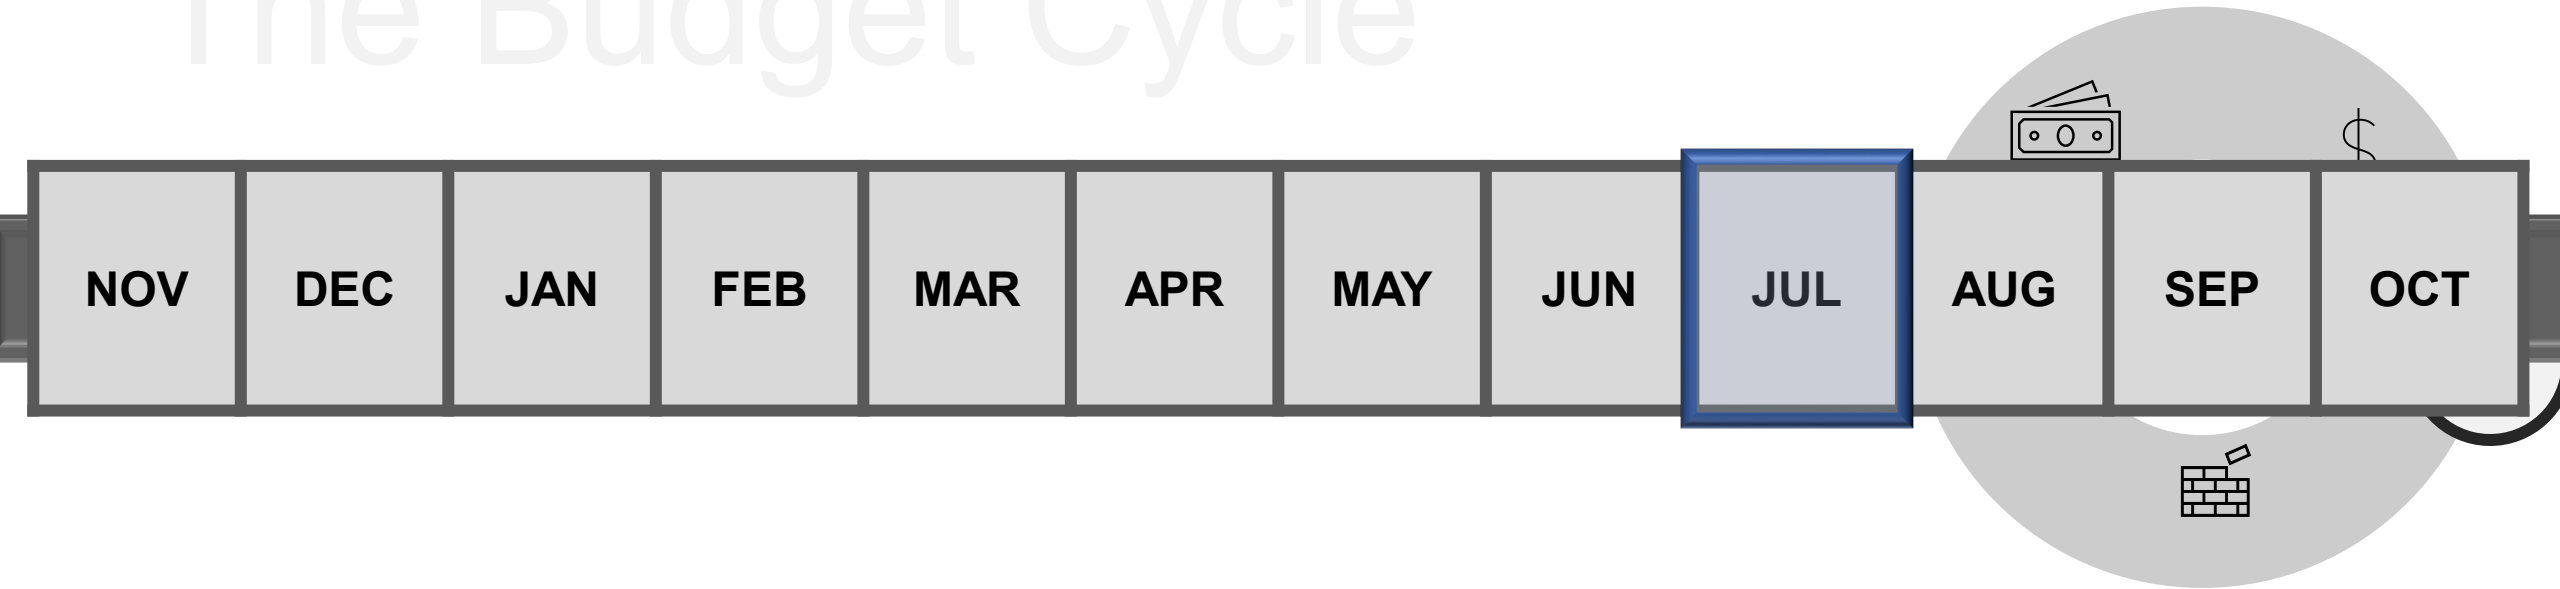 The Budget Cycle
NOV DEC JAN FEB MAR APR MAY JUN JUL AUG SEP OCT